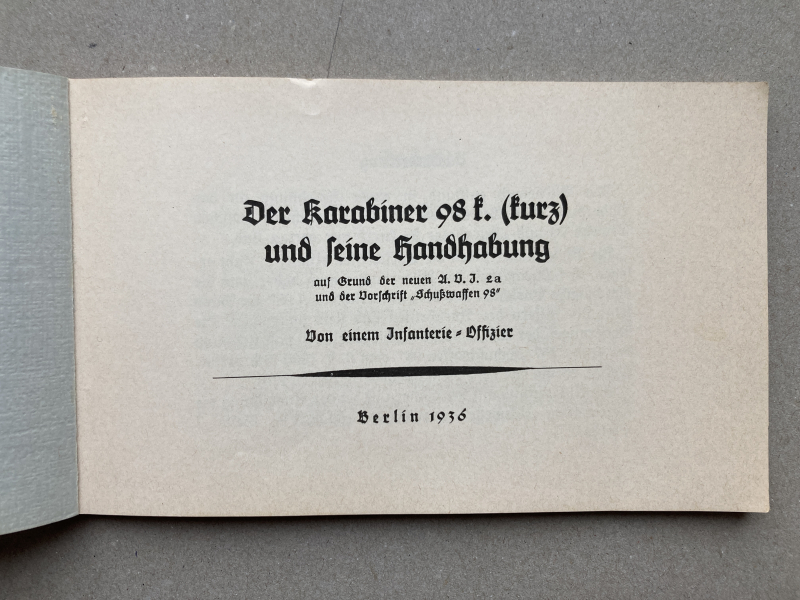 Der Karabiner 98 k. (kurz)
und seine Handhabung
auf Grund der neuen A. V. I. 2a
und der Vorschrift „Schußwaffen 98“
Von einem Infanterie-Offizier
Berlin 1936